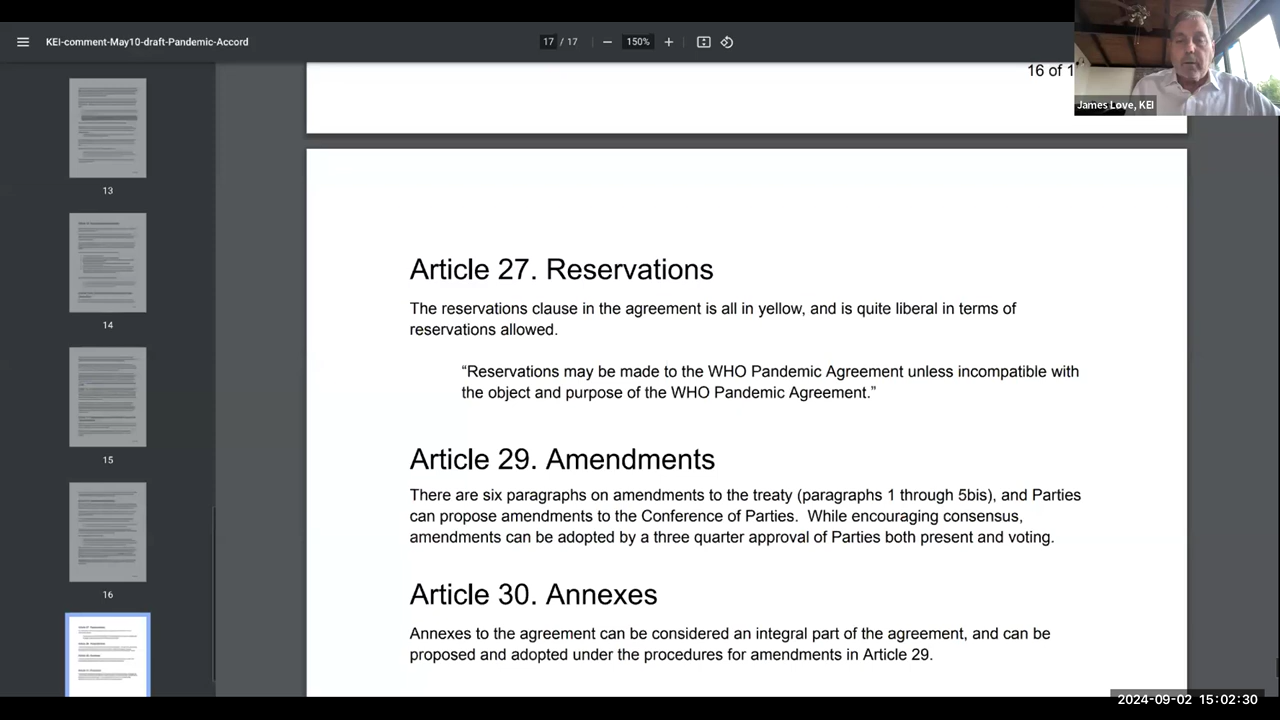 KEI-comment-May10-draft-Pandemic-Accord
17 / 17
150%
James Love, KEI
16 of 1
13
14
15
16
Article 27. Reservations
The reservations clause in the agreement is all in yellow, and is quite liberal in terms of
reservations allowed.
“Reservations may be made to the WHO Pandemic Agreement unless incompatible with
the object and purpose of the WHO Pandemic Agreement.”
Article 29. Amendments
There are six paragraphs on amendments to the treaty (paragraphs 1 through 5bis), and Parties
can propose amendments to the Conference of Parties.  While encouraging consensus,
amendments can be adopted by a three quarter approval of Parties both present and voting.
Article 30. Annexes
Annexes to the agreement can be considered an integral part of the agreement, and can be
proposed and adopted under the procedures for amendments in Article 29.
2024-09-02 15:02:30